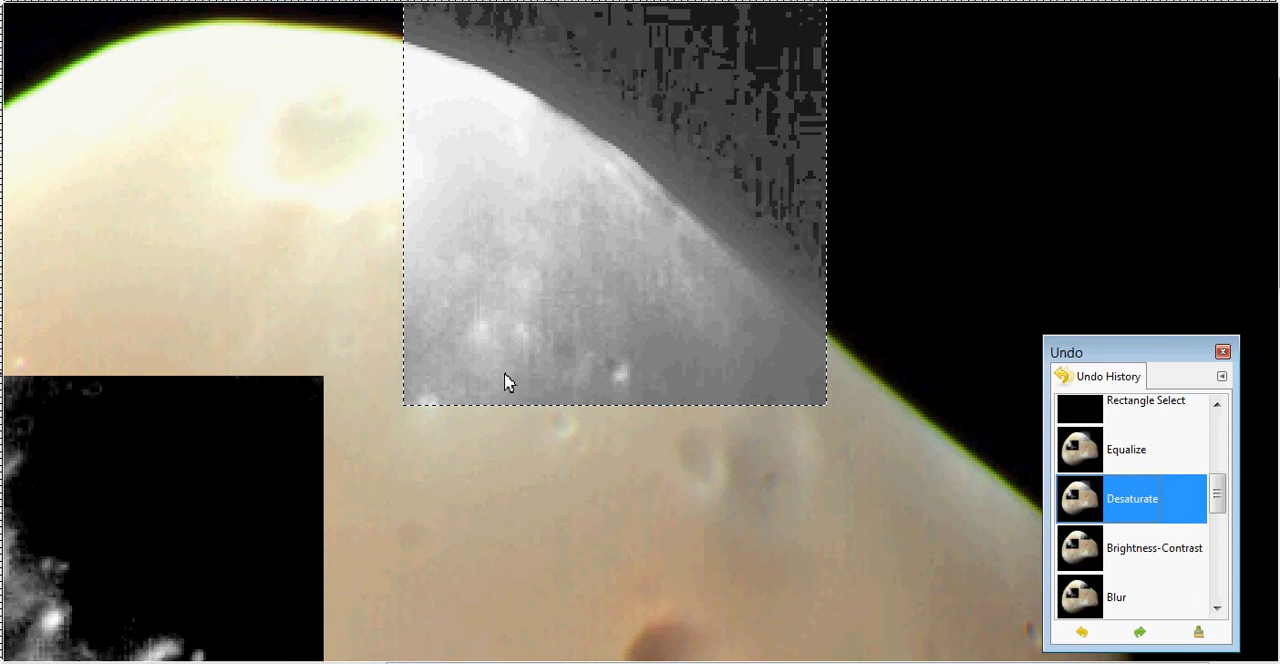 Undo
Undo History
Rectangle Select
Equalize
Desaturate
Brightness-Contrast
Blur